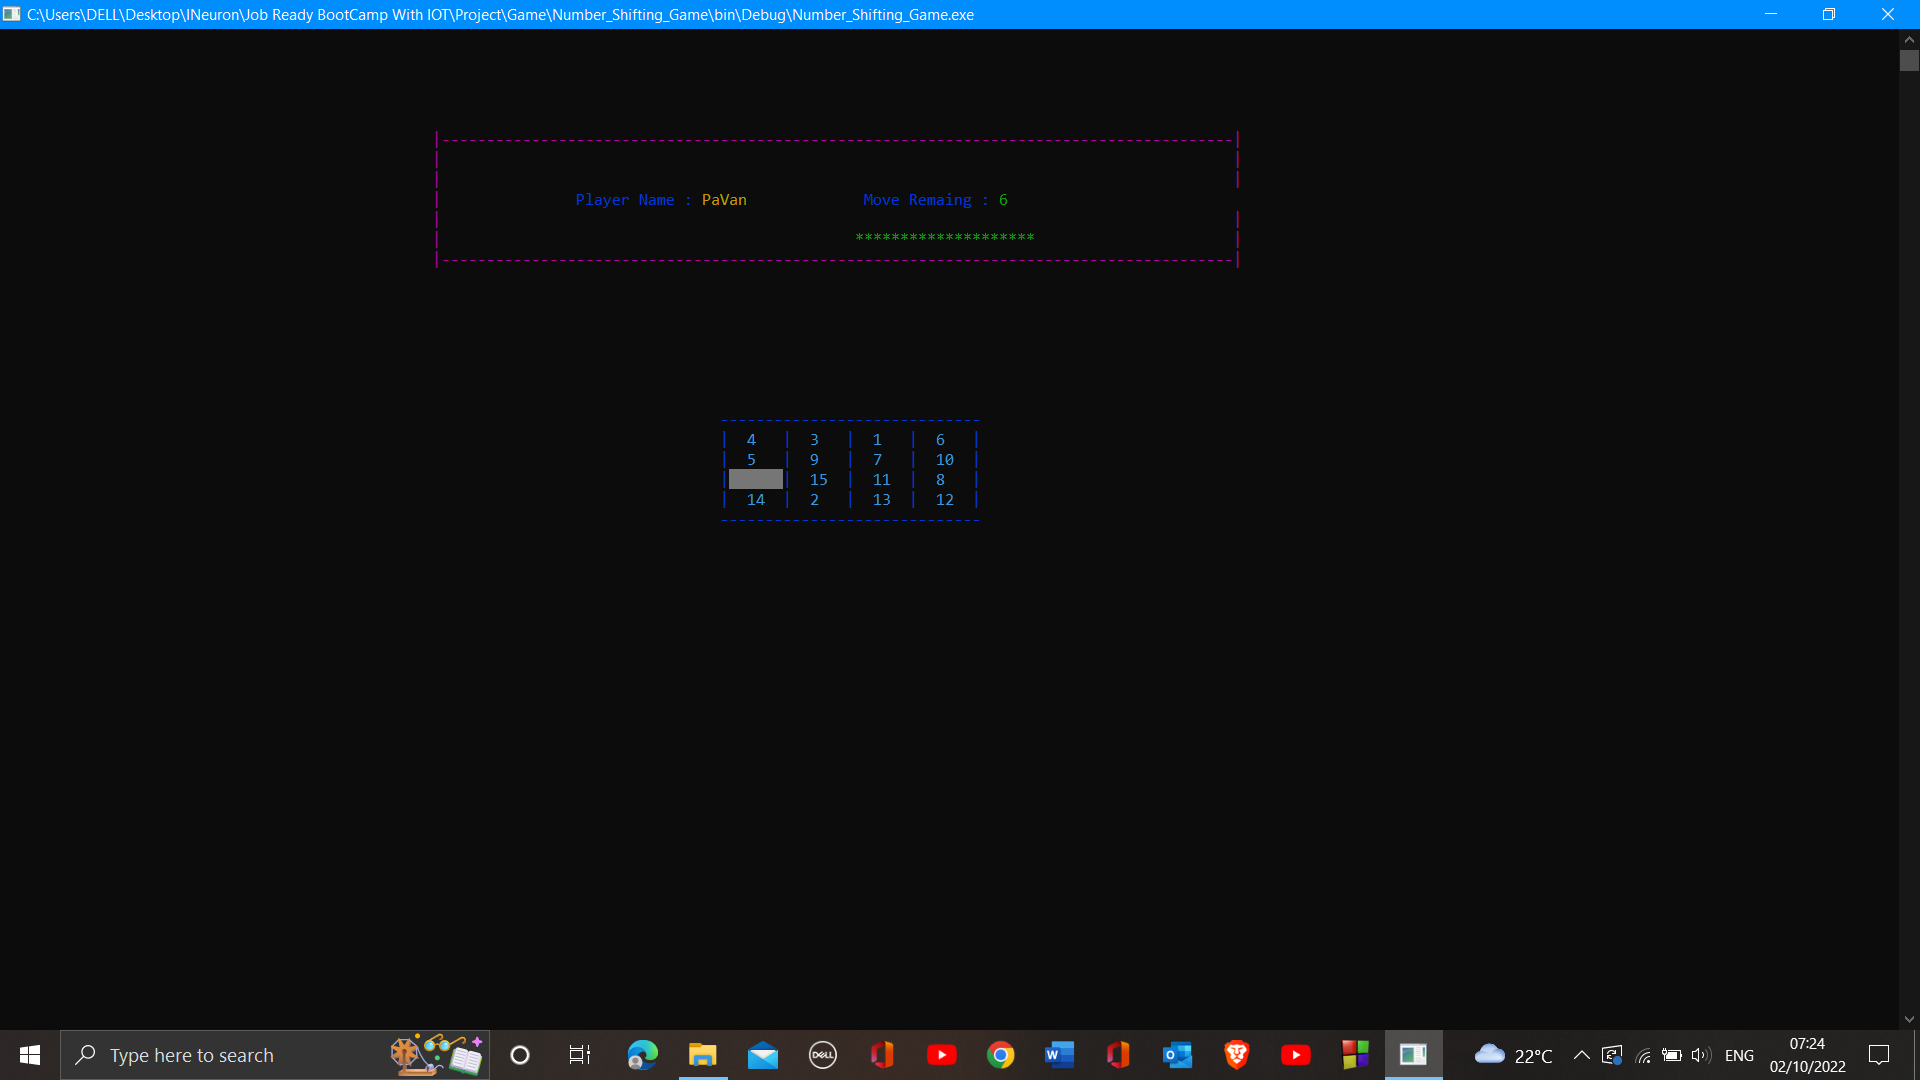 C:\Users\DELL\Desktop\INeuron\Job Ready BootCamp With IOT\Project\Game\Number_Shifting_Game\bin\Debug\Number_Shifting_Game.exe
|----------------------------------------------------------------------------------------|
Player Name : PaVan Move Remaing : 6
********************
|----------------------------------------------------------------------------------------|
-----------------------------
| 4 | 3 | 1 | 6 |
| 5 | 9 | 7 | 10 |
| | 15 | 11 | 8 |
| 14 | 2 | 13 | 12 |
-----------------------------
Type here to search
DELL
22°C
ENG
07:24
02/10/2022